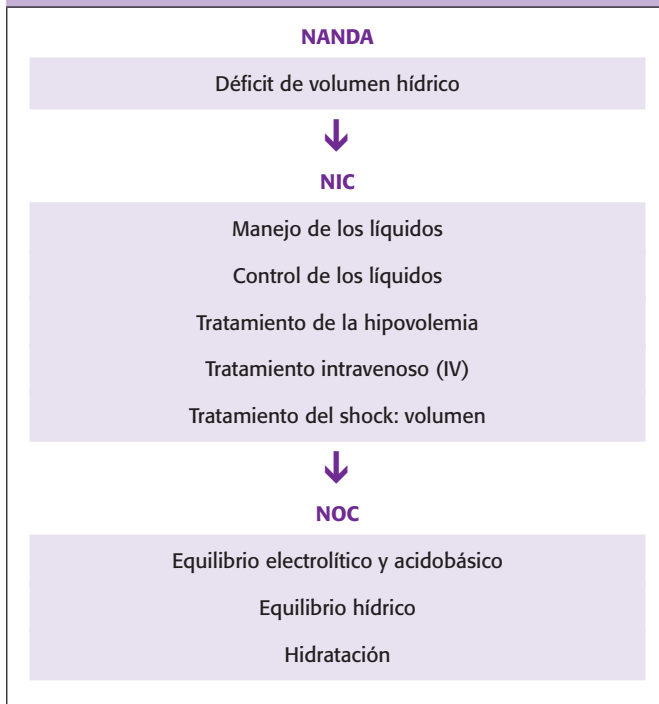 NANDA
Déficit de volumen hídrico
NIC
Manejo de los líquidos
Control de los líquidos
Tratamiento de la hipovolemia
Tratamiento intravenoso (IV)
Tratamiento del shock: volumen
NOC
Equilibrio electrolítico y acidobásico
Equilibrio hídrico
Hidratación